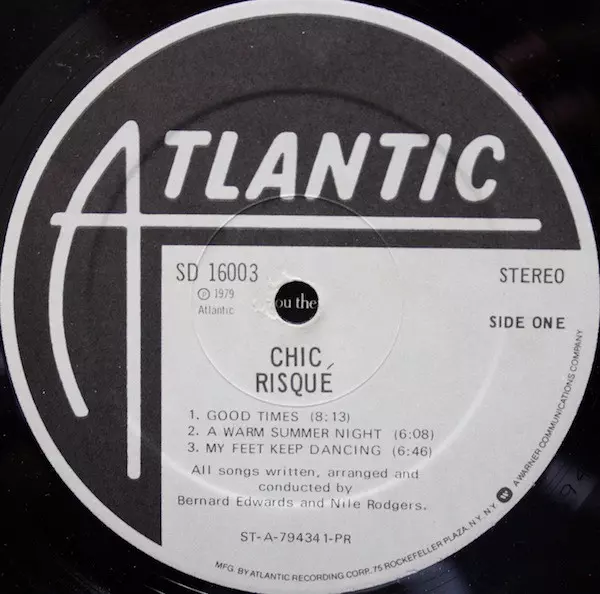 ATLANTIC
SD 16003
STEREO
℗ 1979
Atlantic
ou the
SIDE ONE
CHIC
RISQUÉ
1. GOOD TIMES (8:13)
2. A WARM SUMMER NIGHT (6:08)
3. MY FEET KEEP DANCING (6:46)
All songs written, arranged and
conducted by
Bernard Edwards and Nile Rodgers.
ST-A-794341-PR
MFG. BY ATLANTIC RECORDING CORP. 75 ROCKEFELLER PLAZA, N.Y. N.Y. W A WARNER COMMUNICATIONS COMPANY